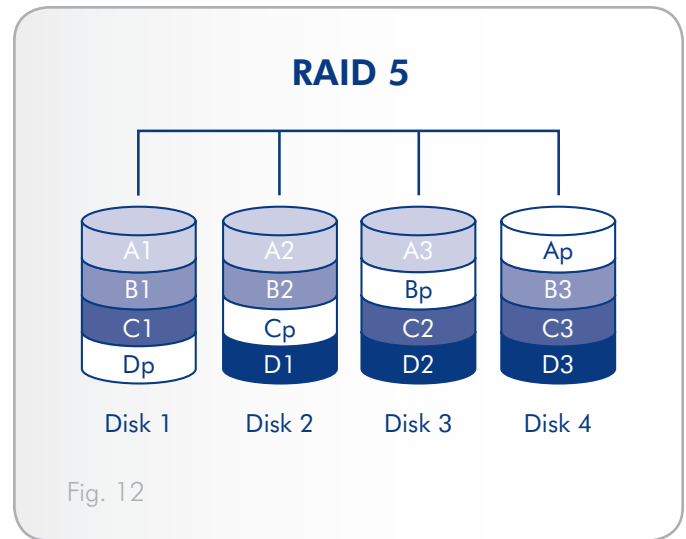 RAID 5
A1 A2 A3 Ap
B1 B2 Bp B3
C1 Cp C2 C3
Dp D1 D2 D3
Disk 1 Disk 2 Disk 3 Disk 4
Fig. 12